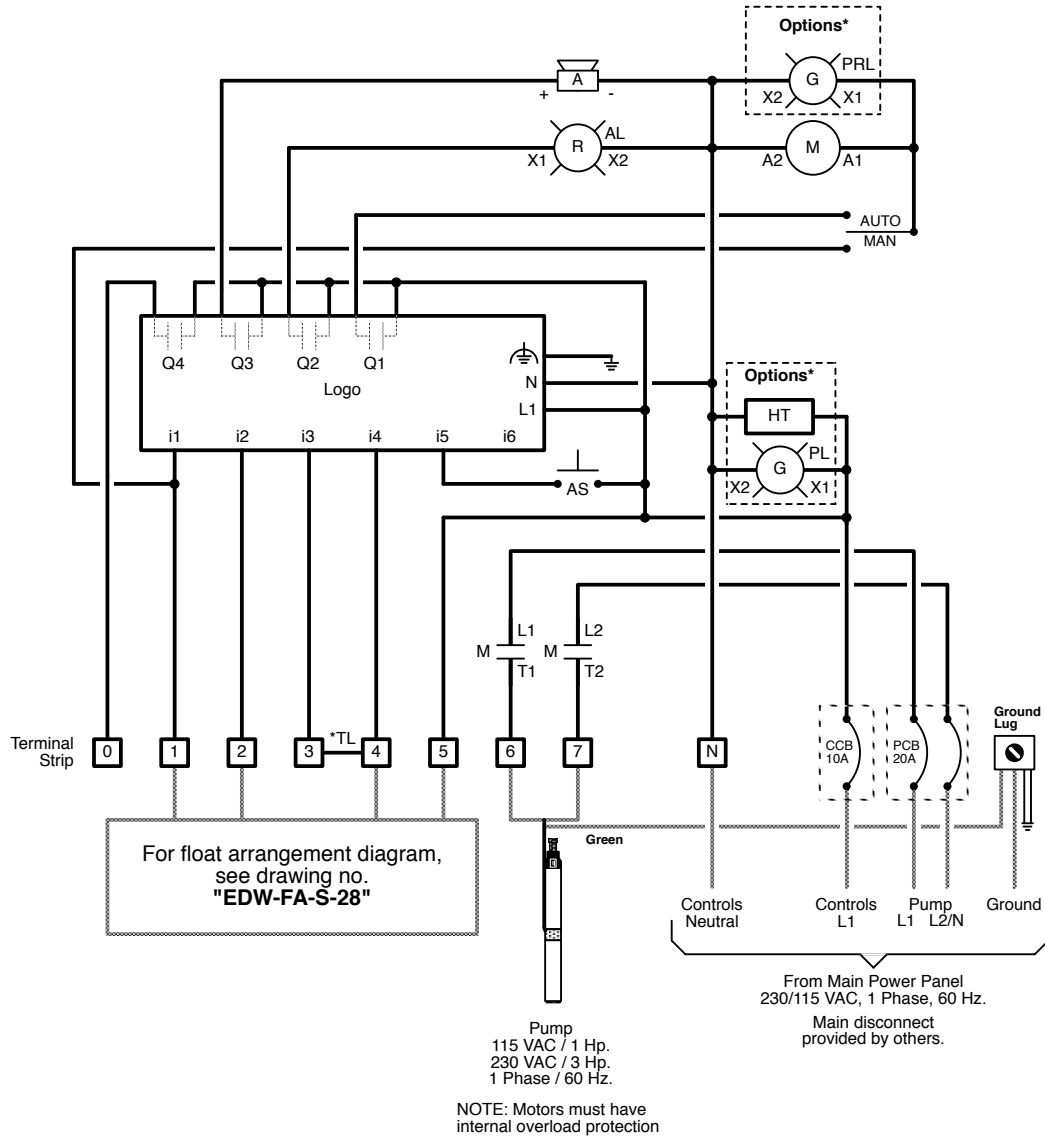 Options*
A
+ -
G
PRL
X2 X1
R
AL
X1 X2
M
A2 A1
AUTO
MAN
Q4 Q3 Q2 Q1
Logo
N
L1
i1 i2 i3 i4 i5 i6
AS
Options*
HT
G
PL
X2 X1
L1 L2
M M
T1 T2
Terminal
Strip
0 1 2 3 *TL 4 5 6 7 N
CCB
10A
PCB
20A
Ground
Lug
For float arrangement diagram,
see drawing no.
"EDW-FA-S-28"
Green
Controls
Neutral
Controls
L1
Pump
L1 L2/N
Ground
From Main Power Panel
230/115 VAC, 1 Phase, 60 Hz.
Main disconnect
provided by others.
Pump
115 VAC / 1 Hp.
230 VAC / 3 Hp.
1 Phase / 60 Hz.
NOTE: Motors must have
internal overload protection